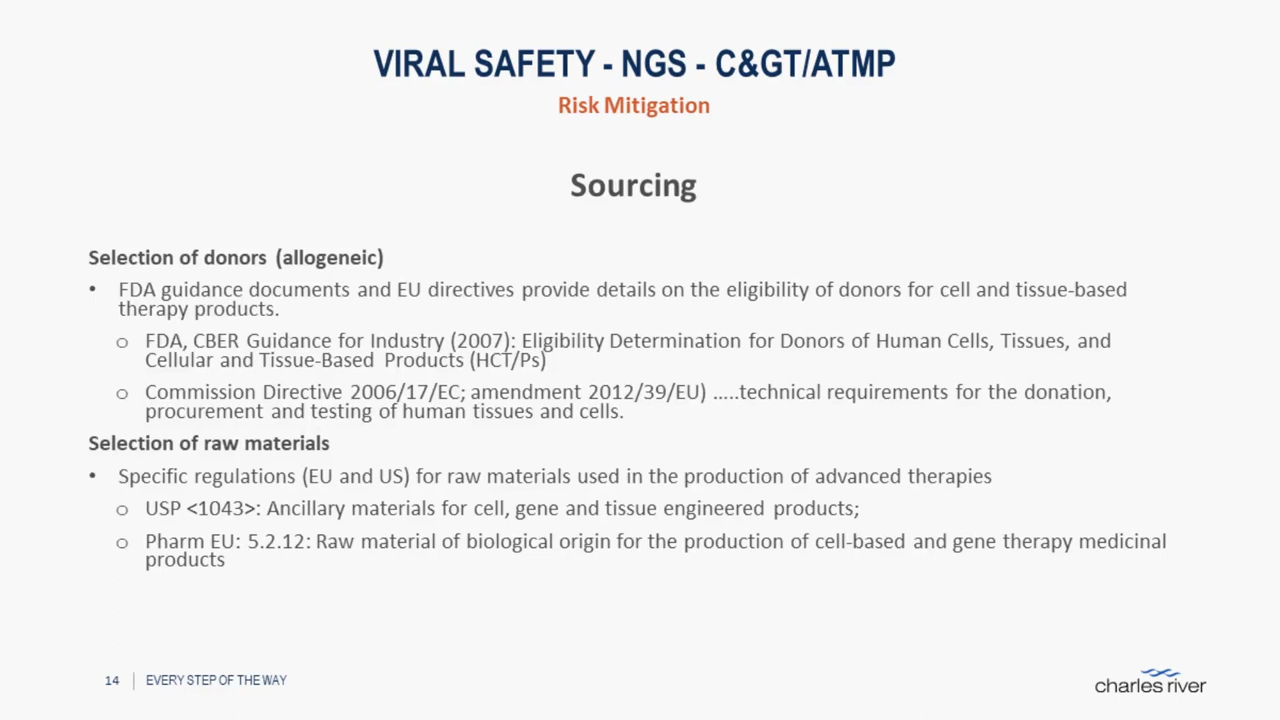 VIRAL SAFETY - NGS - C&GT/ATMP
Risk Mitigation
Sourcing
Selection of donors (allogeneic)
• FDA guidance documents and EU directives provide details on the eligibility of donors for cell and tissue-based
therapy products.
o FDA, CBER Guidance for Industry (2007): Eligibility Determination for Donors of Human Cells, Tissues, and
Cellular and Tissue-Based Products (HCT/Ps)
o Commission Directive 2006/17/EC; amendment 2012/39/EU) .....technical requirements for the donation,
procurement and testing of human tissues and cells.
Selection of raw materials
• Specific regulations (EU and US) for raw materials used in the production of advanced therapies
o USP <1043>: Ancillary materials for cell, gene and tissue engineered products;
o Pharm EU: 5.2.12: Raw material of biological origin for the production of cell-based and gene therapy medicinal
products
14 EVERY STEP OF THE WAY
charles river